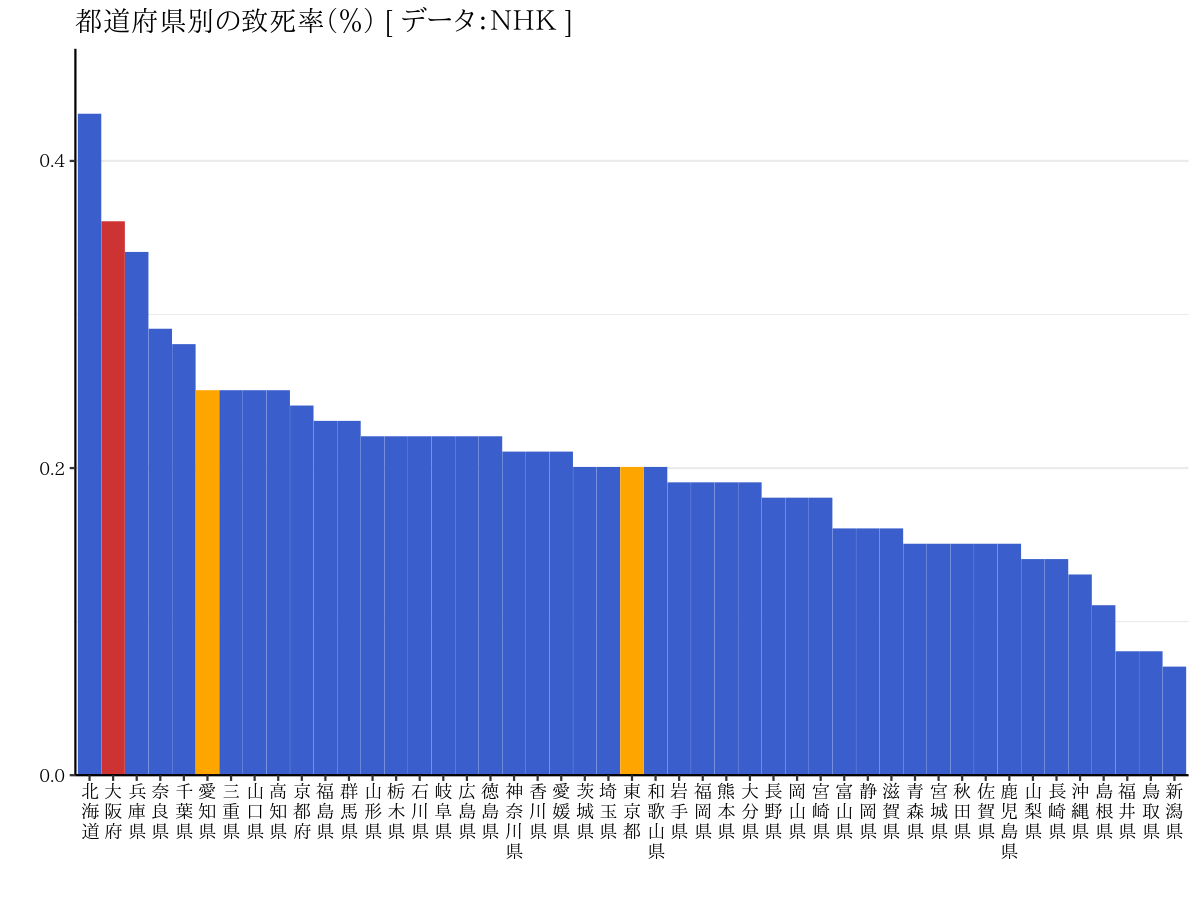 都道府県別の致死率(%) [ データ:NHK ]
0.4
0.2
0.0
北海道
大阪府
兵庫県
奈良県
千葉県
愛知県
三重県
山口県
高知県
京都府
福島県
群馬県
山形県
栃木県
石川県
岐阜県
広島県
徳島県
神奈川県
香川県
愛媛県
茨城県
埼玉県
東京都
和歌山県
岩手県
福岡県
熊本県
大分県
長野県
岡山県
宮崎県
富山県
静岡県
滋賀県
青森県
宮城県
秋田県
佐賀県
鹿児島県
山梨県
長崎県
沖縄県
島根県
福井県
鳥取県
新潟県